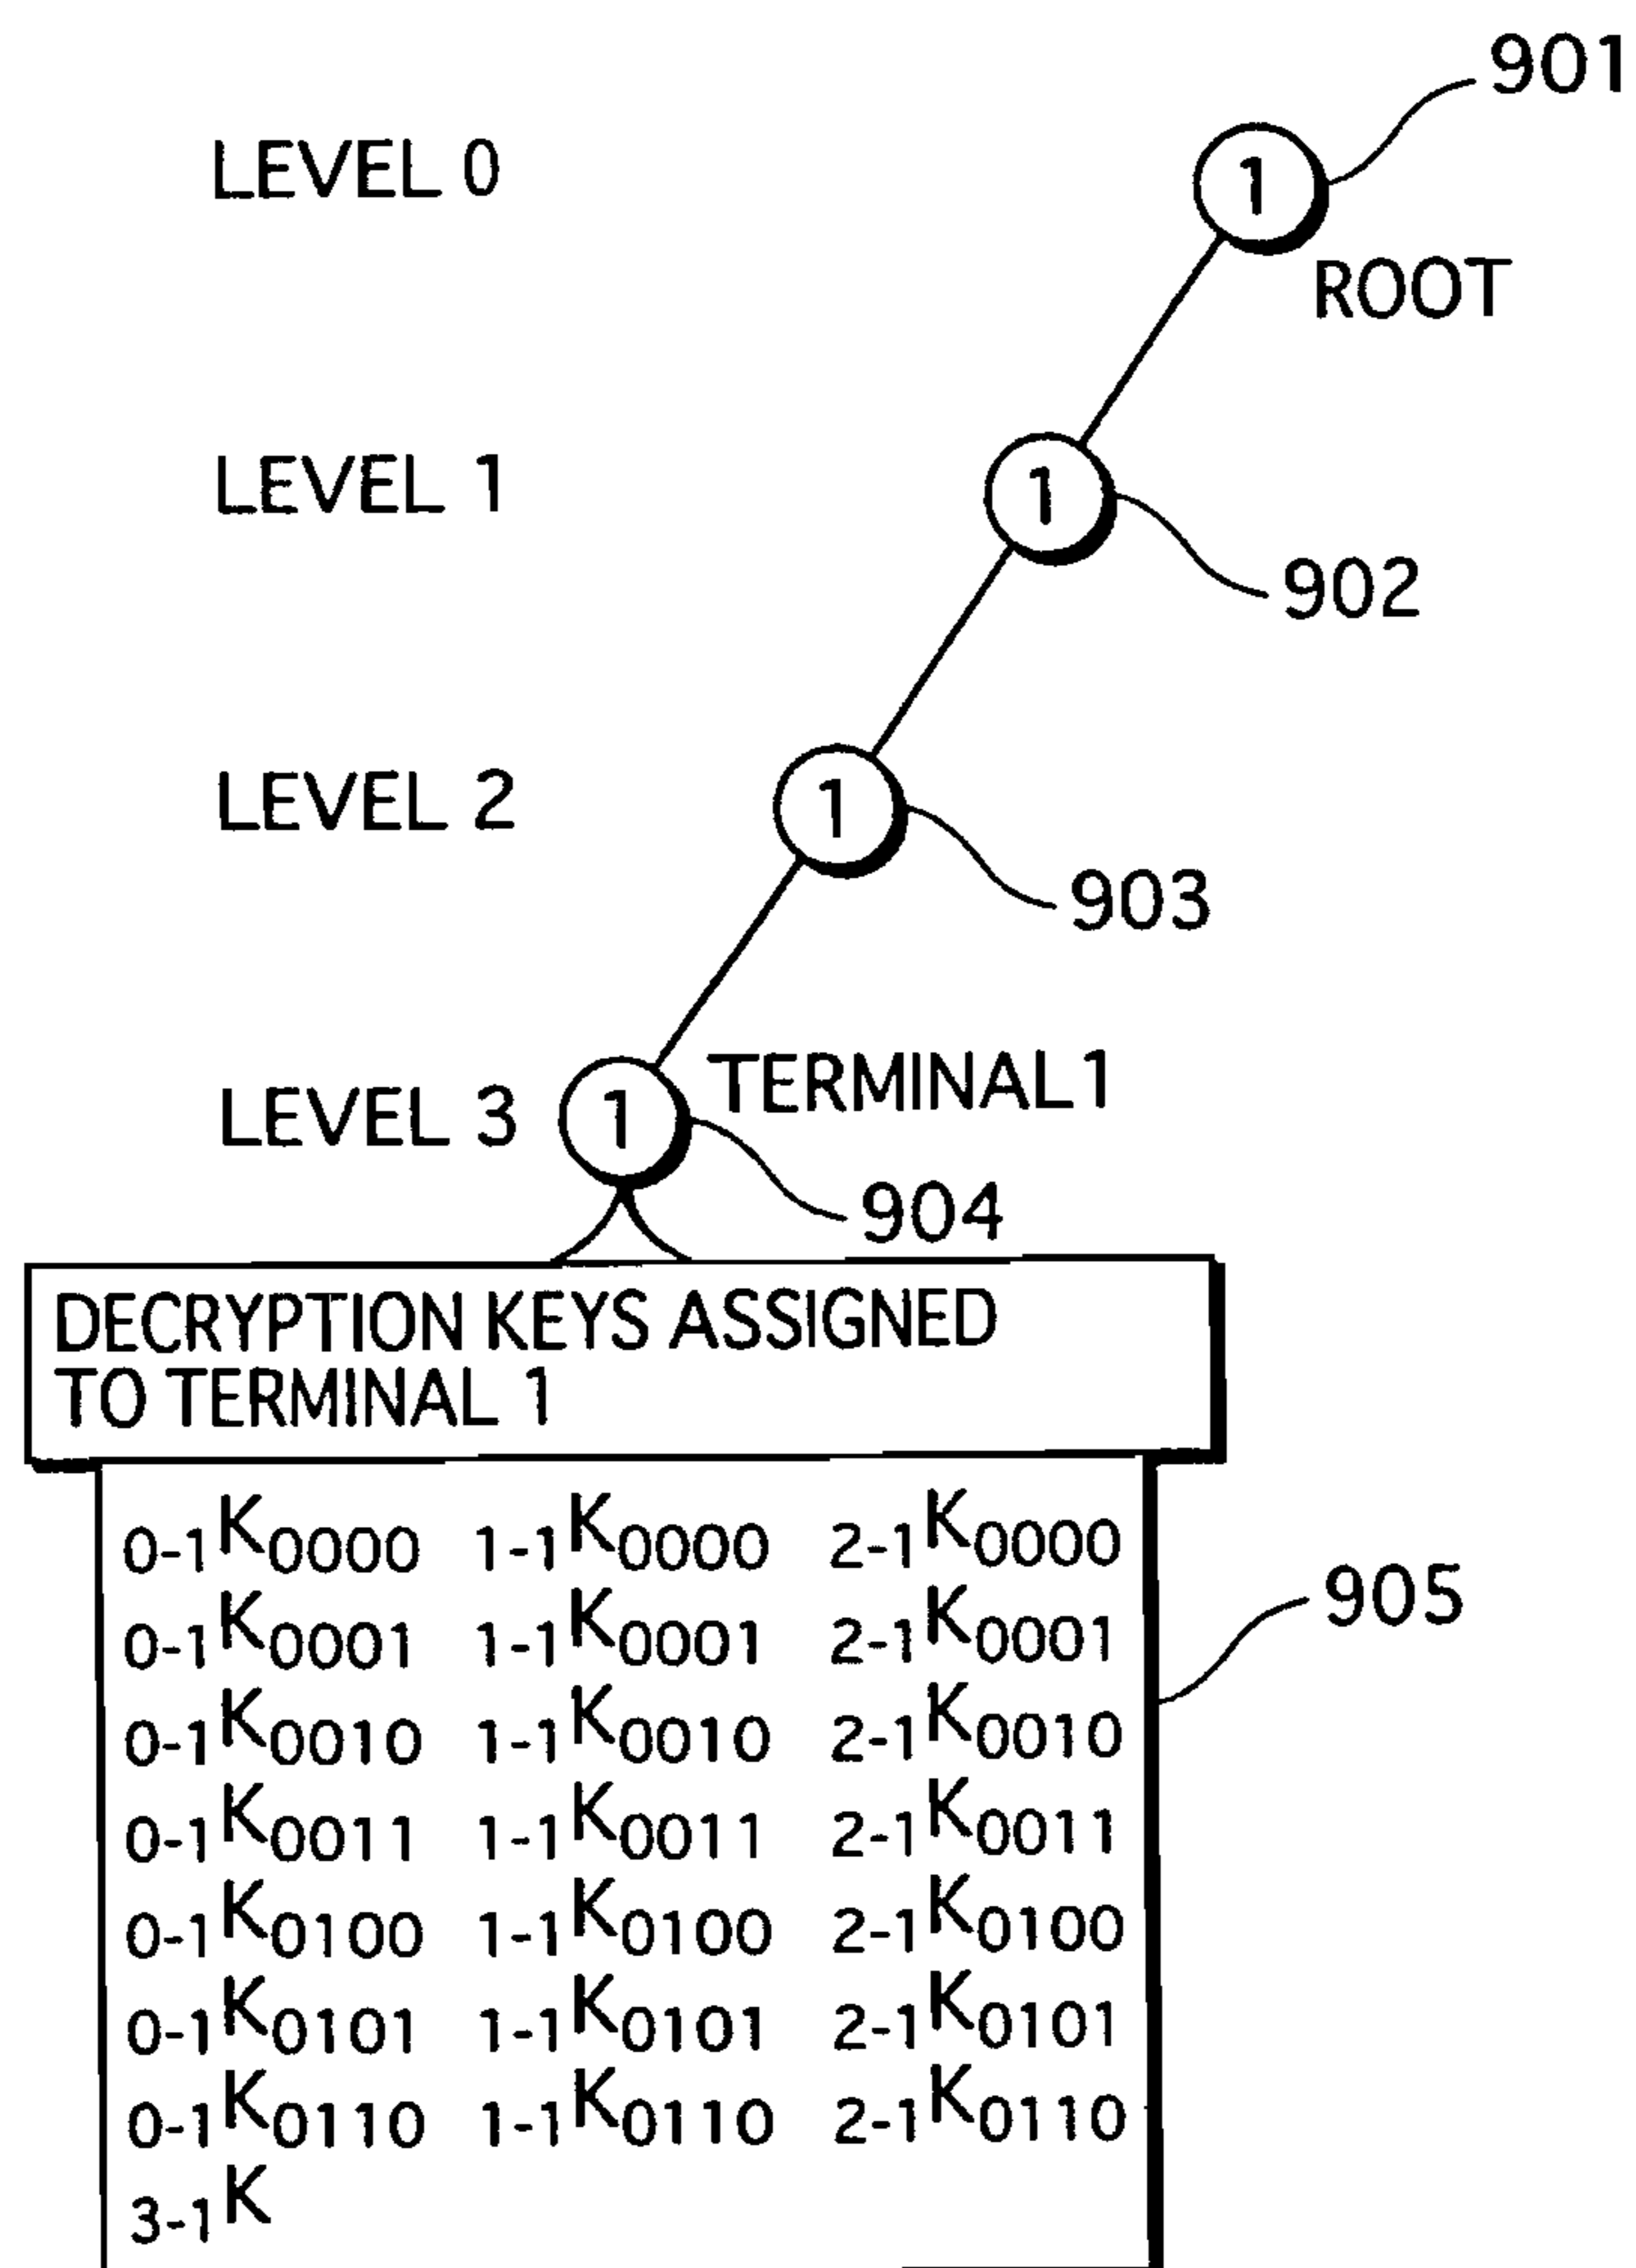 901
LEVEL 0
1
ROOT
LEVEL 1
1
902
LEVEL 2
1
903
TERMINAL 1
LEVEL 3
1
904
DECRYPTION KEYS ASSIGNED
TO TERMINAL 1
0-1K0000 1-1K0000 2-1K0000
0-1K0001 1-1K0001 2-1K0001
905
0-1K0010 1-1K0010 2-1K0010
0-1K0011 1-1K0011 2-1K0011
0-1K0100 1-1K0100 2-1K0100
0-1K0101 1-1K0101 2-1K0101
0-1K0110 1-1K0110 2-1K0110
3-1K